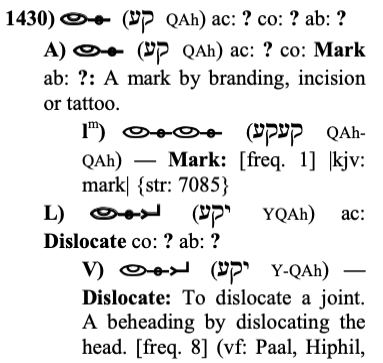 1430) (קע QAh) ac: ? co: ? ab: ?
A) (קע QAh) ac: ? co: Mark
ab: ?: A mark by branding, incision
or tattoo.
lᵐ) (קעקע QAh-
QAh) — Mark: [freq. 1] |kjv:
mark| {str: 7085}
L) (יקע YQAh) ac:
Dislocate co: ? ab: ?
V) (יקע Y-QAh) —
Dislocate: To dislocate a joint.
A beheading by dislocating the
head. [freq. 8] (vf: Paal, Hiphil,